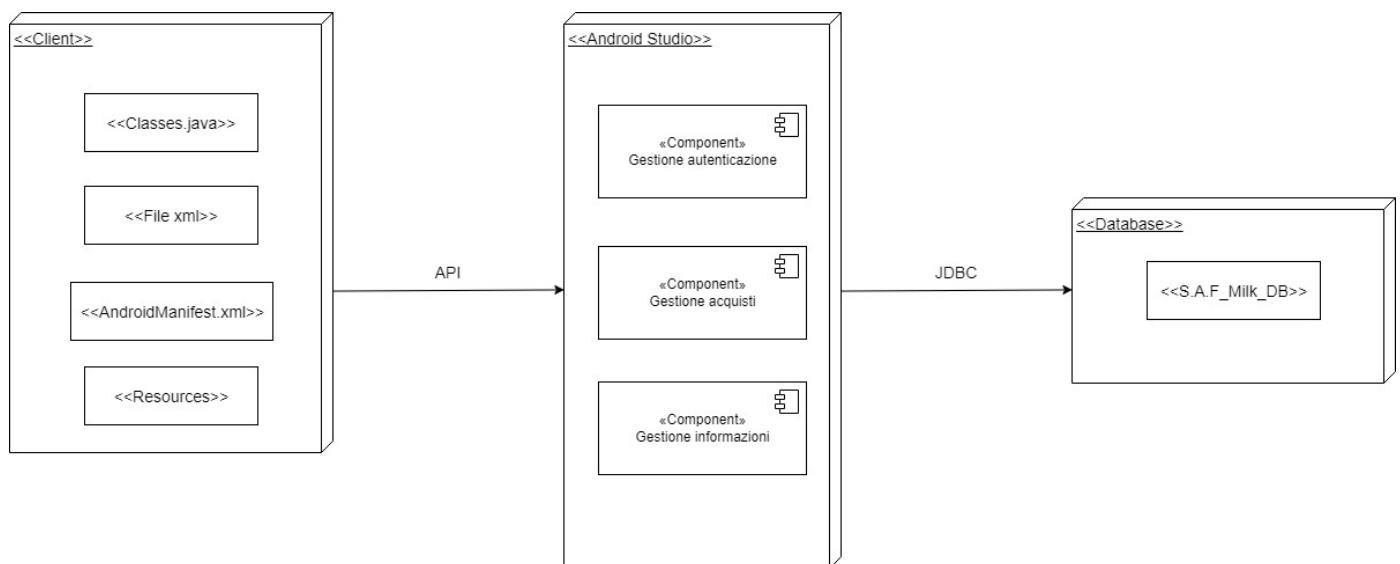 <<Client>>
<<Classes.java>>
<<File xml>>
<<AndroidManifest.xml>>
<<Resources>>
API
<<Android Studio>>
«Component»
Gestione autenticazione
«Component»
Gestione acquisti
«Component»
Gestione informazioni
JDBC
<<Database>>
<<S.A.F_Milk_DB>>